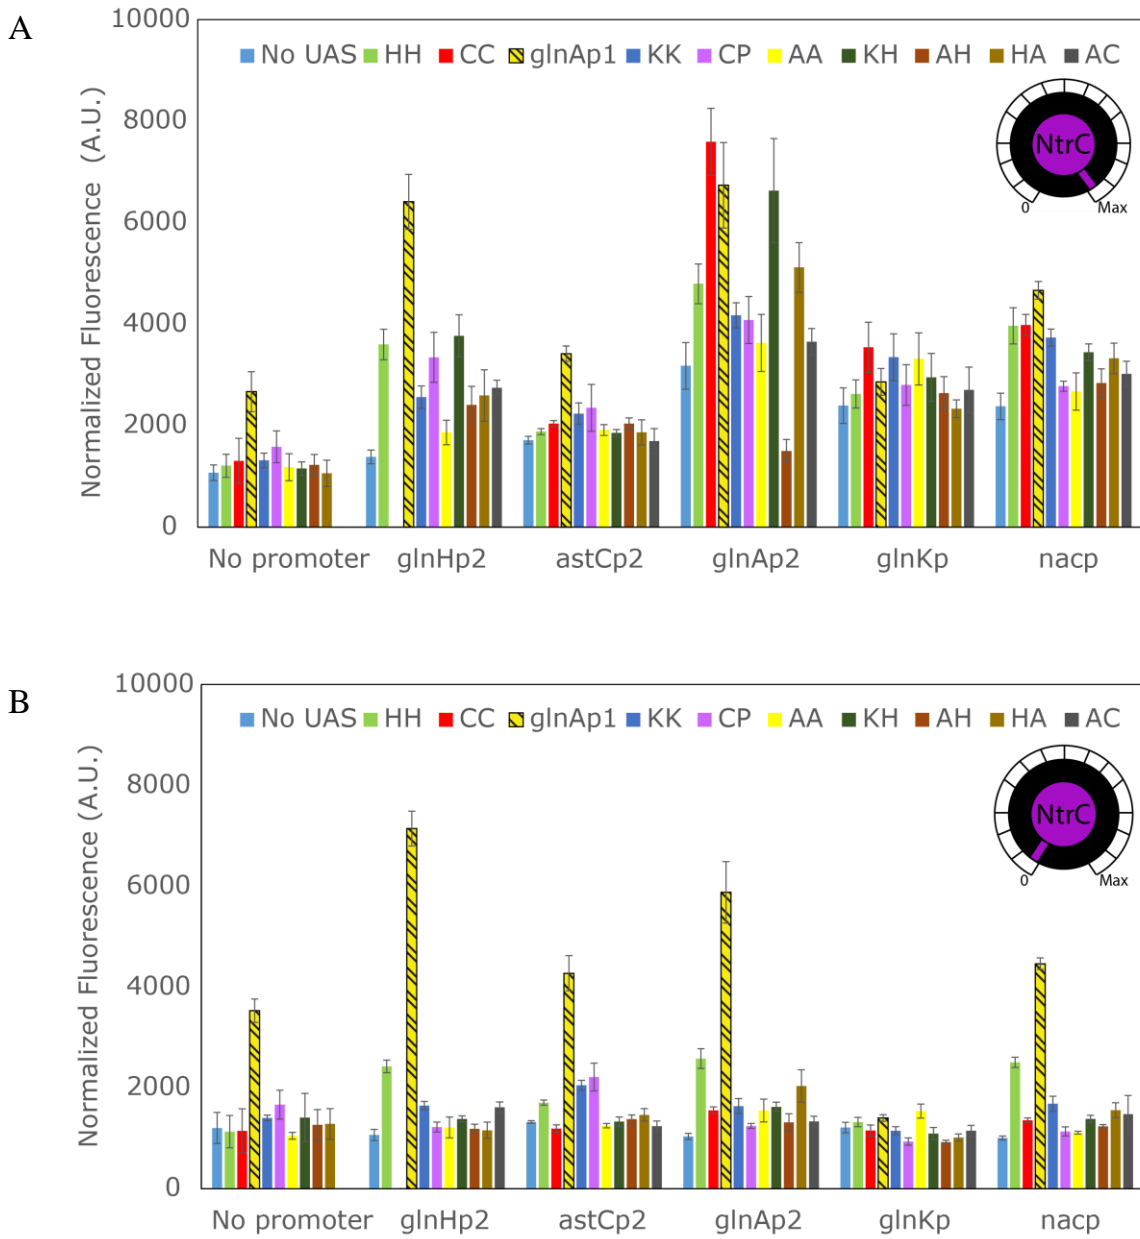 A
Normalized Fluorescence (A.U.)
10000
8000
6000
4000
2000
0
No UAS HH CC glnAp1 KK CP AA KH AH HA AC
NtrC
0 Max
No promoter glnHp2 astCp2 glnAp2 glnKp nacp
B
Normalized Fluorescence (A.U.)
10000
8000
6000
4000
2000
0
No UAS HH CC glnAp1 KK CP AA KH AH HA AC
NtrC
0 Max
No promoter glnHp2 astCp2 glnAp2 glnKp nacp